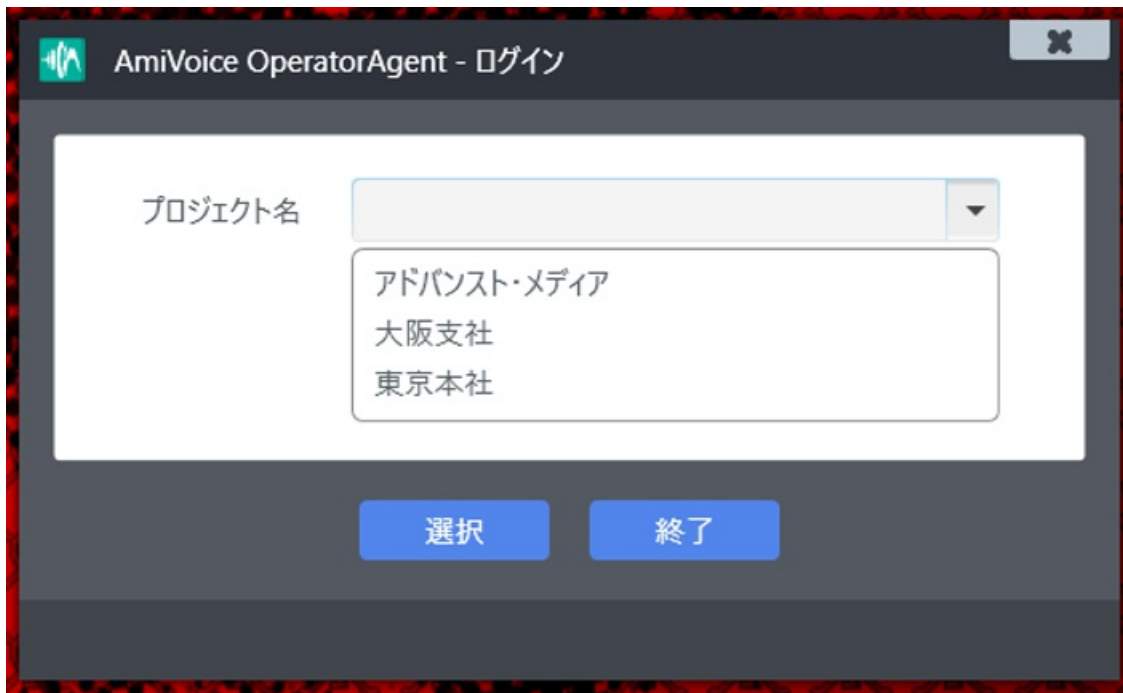 AmiVoice OperatorAgent - ログイン
プロジェクト名
アドバンスト・メディア
大阪支社
東京本社
選択
終了